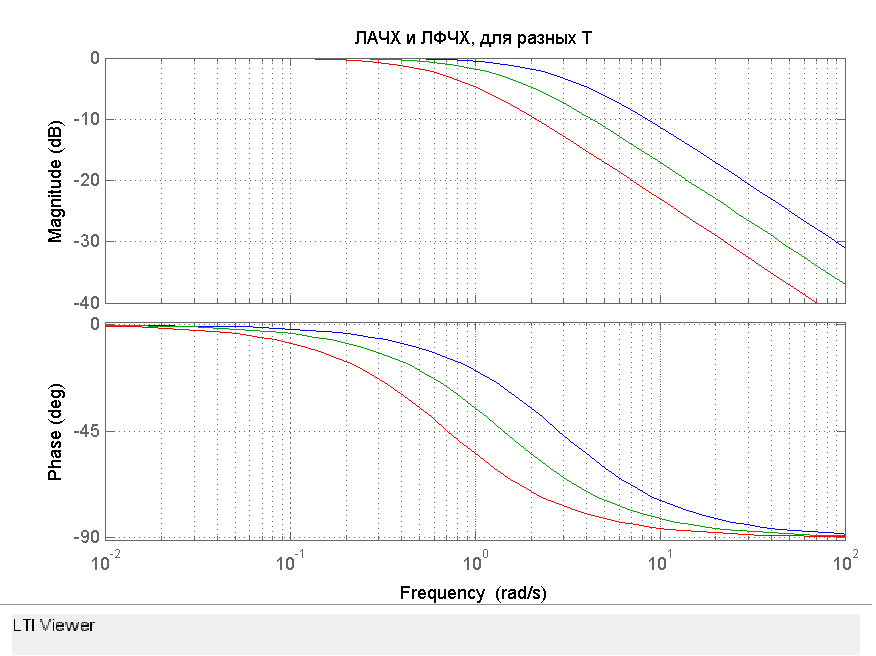 ЛАЧХ и ЛФЧХ, для разных Т
0
-10
-20
-30
-40
Magnitude (dB)
0
-45
-90
Phase (deg)
10^-2 10^-1 10^0 10^1 10^2
Frequency (rad/s)
LTI Viewer